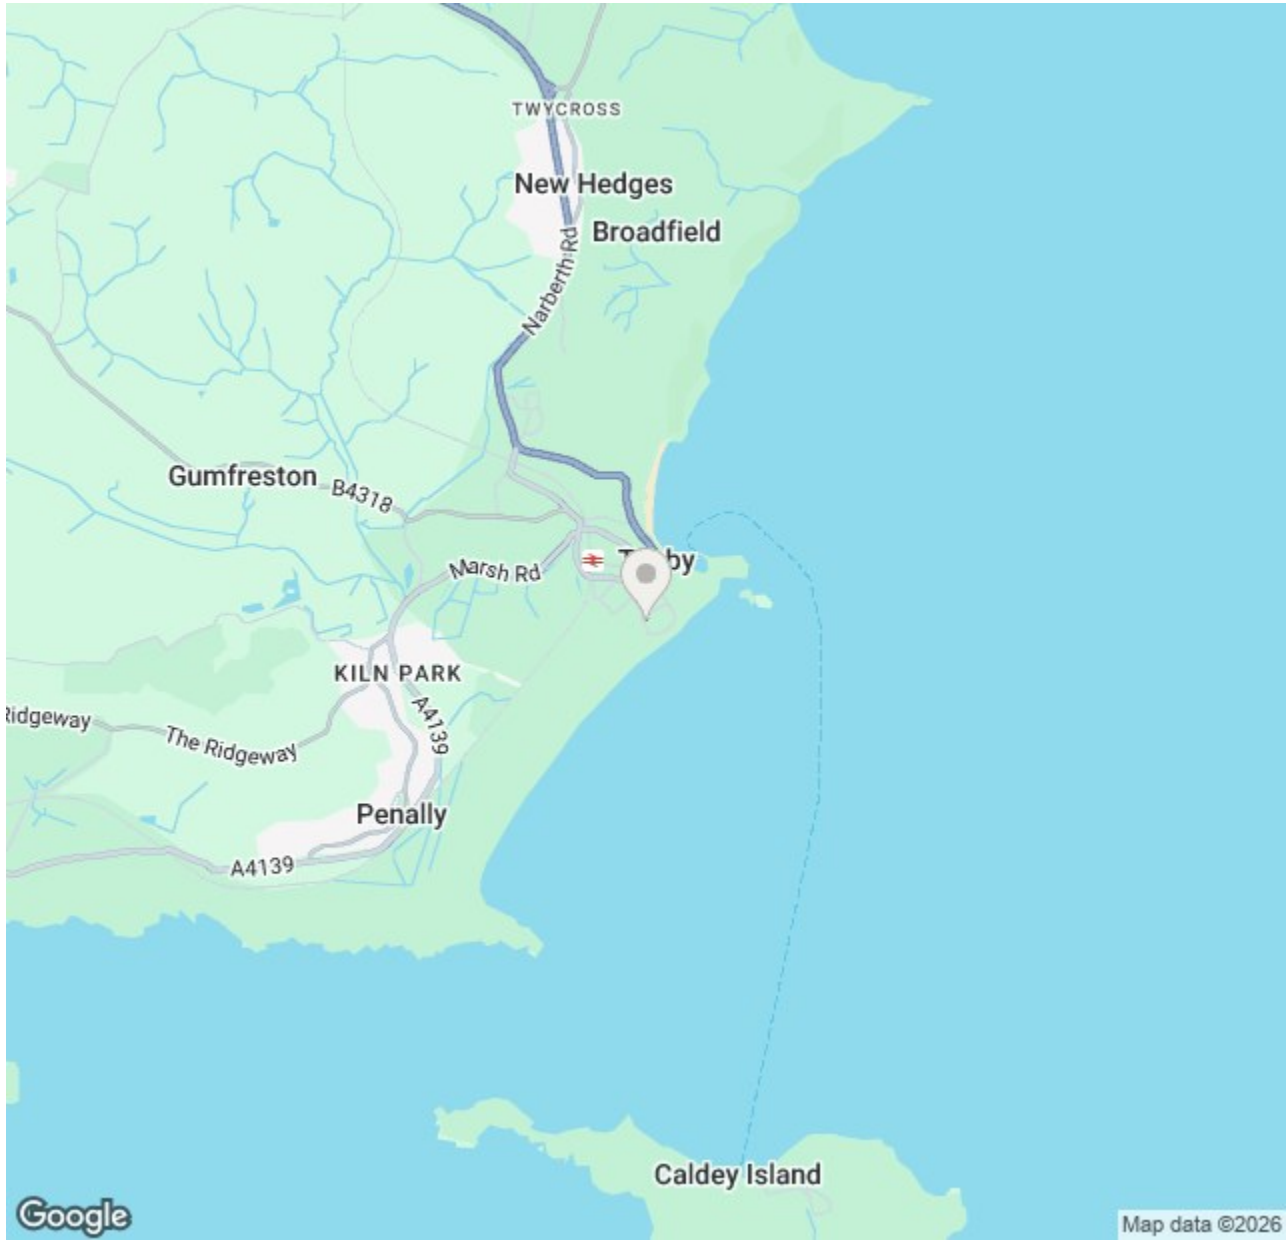 TWYCROSS
New Hedges
Broadfield
Narberth Rd
Gumfreston
B4318
Marsh Rd
KILN PARK
Ridgeway
The Ridgeway
A4139
Penally
A4139
Caldey Island
Google
Map data ©2026